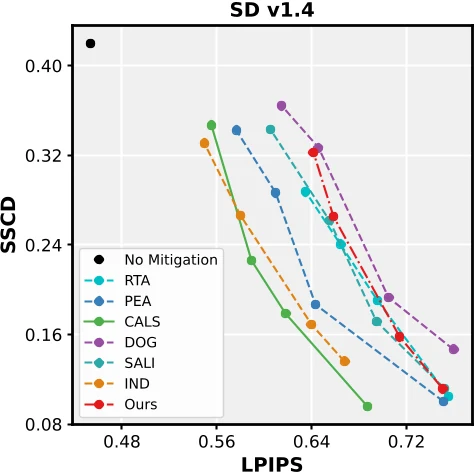 SD v1.4
SSCD
0.40
0.32
0.24
0.16
0.08
No Mitigation
RTA
PEA
CALS
DOG
SALI
IND
Ours
0.48
0.56
0.64
0.72
LPIPS